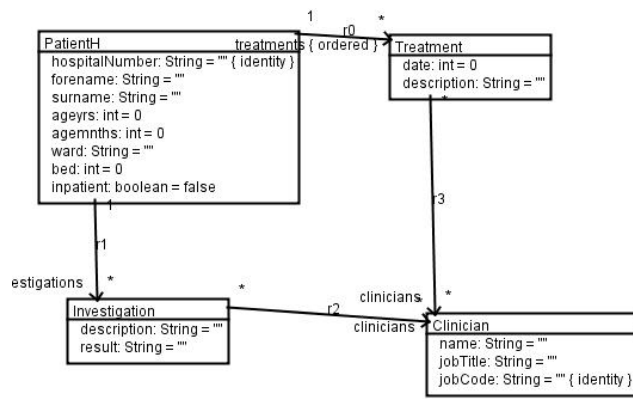 1
r0
*
PatientH
treatments { ordered }
Treatment
hospitalNumber: String = "" { identity }
forename: String = ""
surname: String = ""
ageyrs: int = 0
agemnths: int = 0
ward: String = ""
bed: int = 0
inpatient: boolean = false
date: int = 0
description: String = ""
*
1
r3
r1
estigations
*
*
clinicians
*
*
r2
clinicians
Investigation
description: String = ""
result: String = ""
Clinician
name: String = ""
jobTitle: String = ""
jobCode: String = "" { identity }